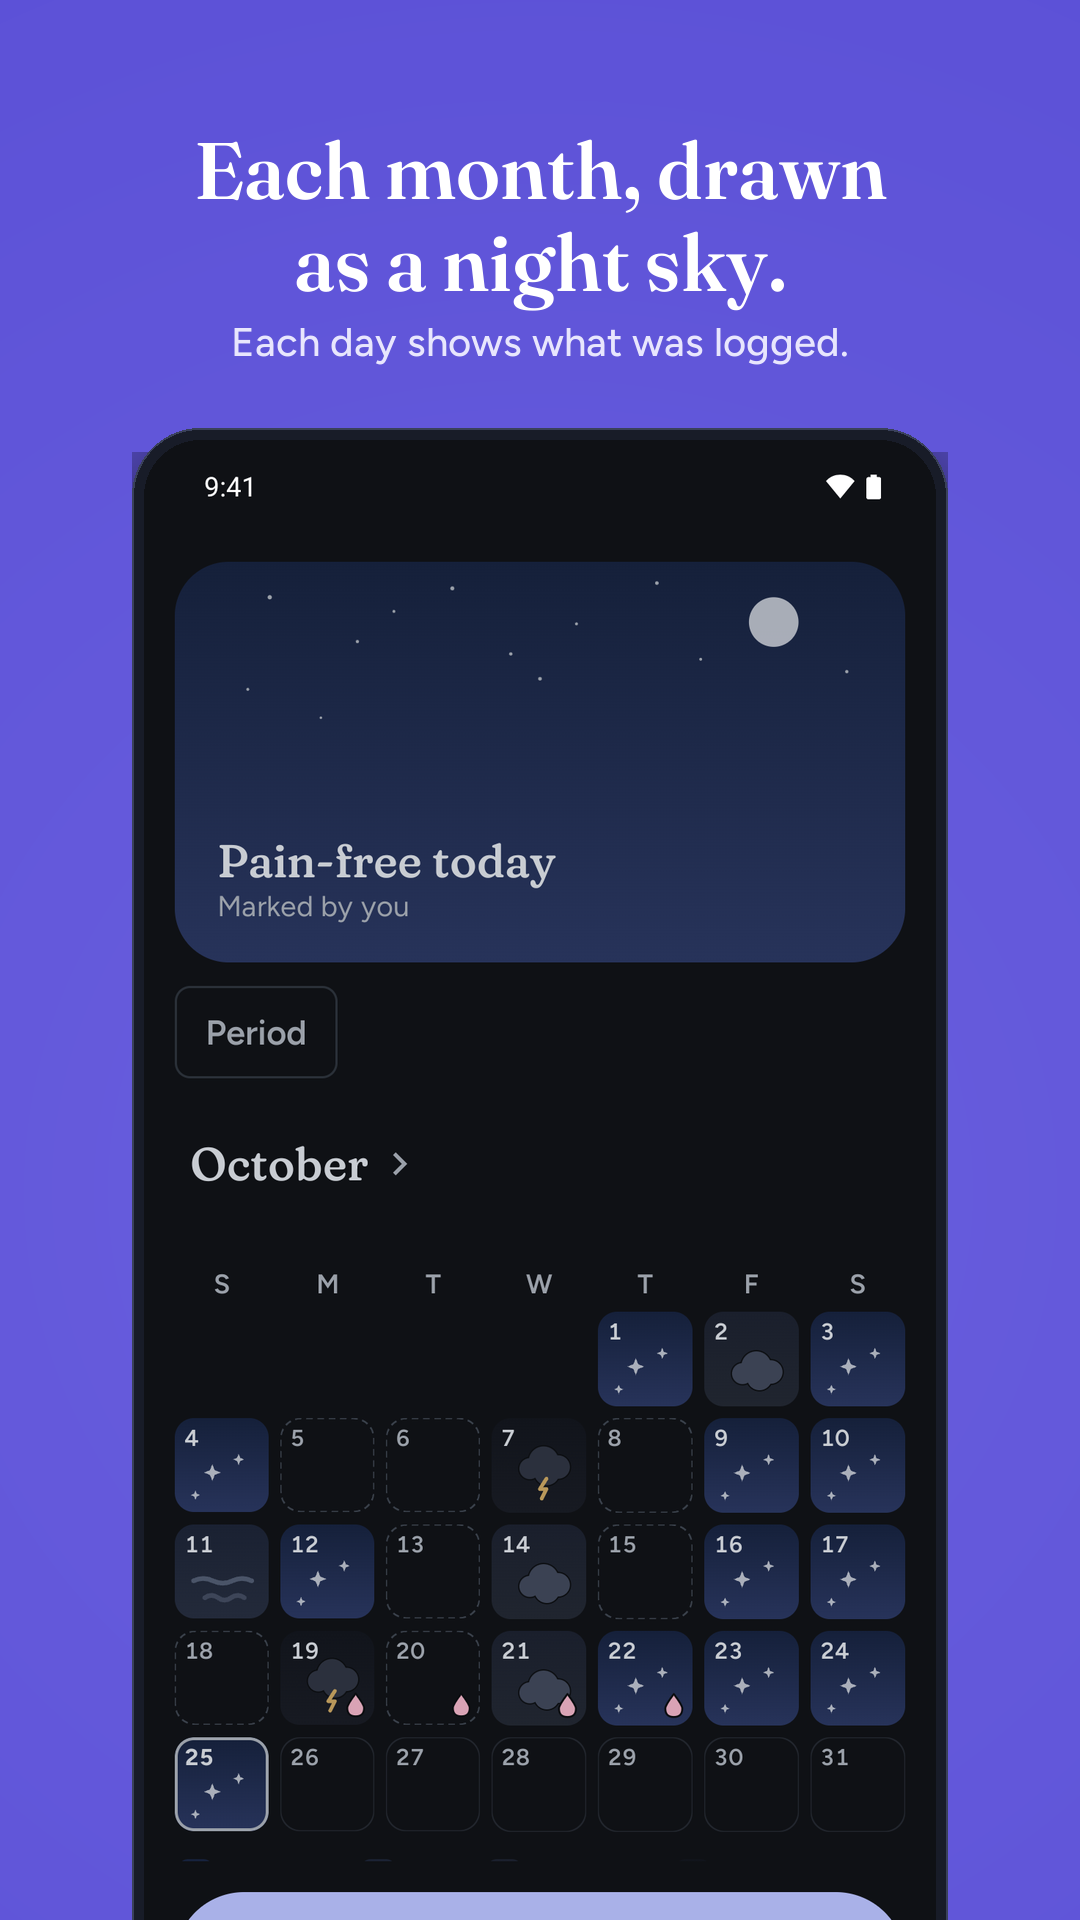 Each month, drawn
as a night sky.
Each day shows what was logged.
9:41
Pain-free today
Marked by you
Period
October
S M T W T F S
1 2 3
4 5 6 7 8 9 10
11 12 13 14 15 16 17
18 19 20 21 22 23 24
25 26 27 28 29 30 31